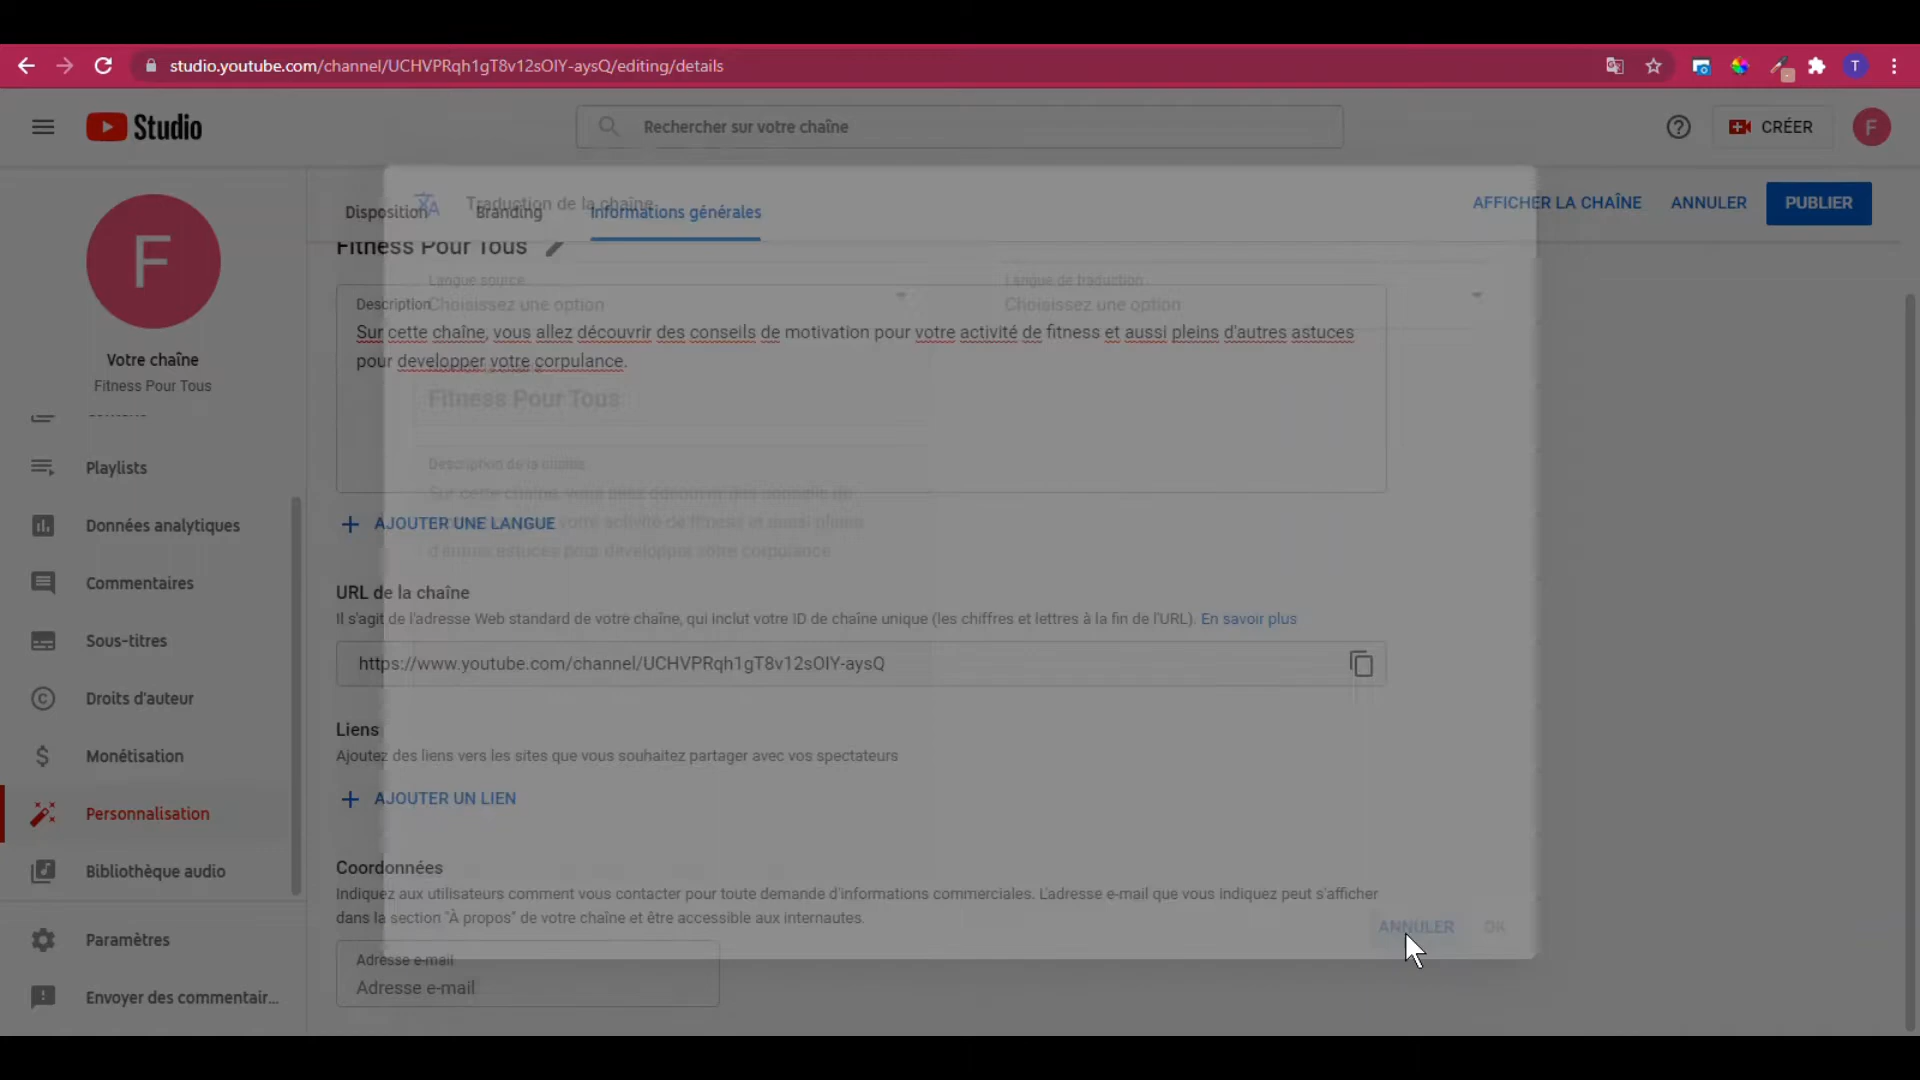 studio.youtube.com/channel/UCHVPRqh1gT8v12sOIY-aysQ/editing/details
T
Studio
Rechercher sur votre chaîne
CRÉER
F
Traduction de la chaîne
Disposition
Branding
Informations générales
AFFICHER LA CHAÎNE
ANNULER
PUBLIER
F
Votre chaîne
Fitness Pour Tous
Playlists
Données analytiques
Commentaires
Sous-titres
Droits d'auteur
Monétisation
Personnalisation
Bibliothèque audio
Paramètres
Envoyer des commentair...
Fitness Pour Tous
Langue source
Choisissez une option
Langue de traduction
Choisissez une option
Description
Sur cette chaîne, vous allez découvrir des conseils de motivation pour votre activité de fitness et aussi pleins d'autres astuces
pour developper votre corpulance.
Fitness Pour Tous
Description de la chaîne
Sur cette chaîne, vous allez découvrir des conseils de
votre activité de fitness et aussi pleins
d'autres astuces pour developper votre corpulance
AJOUTER UNE LANGUE
URL de la chaîne
Il s'agit de l'adresse Web standard de votre chaîne, qui inclut votre ID de chaîne unique (les chiffres et lettres à la fin de l'URL). En savoir plus
https://www.youtube.com/channel/UCHVPRqh1gT8v12sOIY-aysQ
Liens
Ajoutez des liens vers les sites que vous souhaitez partager avec vos spectateurs
AJOUTER UN LIEN
Coordonnées
Indiquez aux utilisateurs comment vous contacter pour toute demande d'informations commerciales. L'adresse e-mail que vous indiquez peut s'afficher
dans la section "À propos" de votre chaîne et être accessible aux internautes.
ANNULER
OK
Adresse e-mail
Adresse e-mail